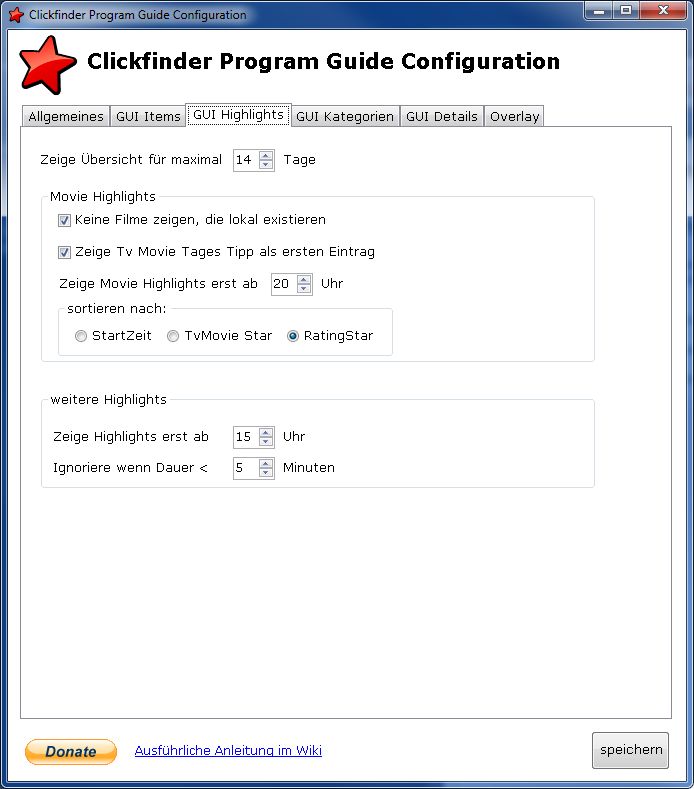 Clickfinder Program Guide Configuration
Clickfinder Program Guide Configuration
Allgemeines GUI Items GUI Highlights GUI Kategorien GUI Details Overlay
Zeige Übersicht für maximal 14 Tage
Movie Highlights
Keine Filme zeigen, die lokal existieren
Zeige Tv Movie Tages Tipp als ersten Eintrag
Zeige Movie Highlights erst ab 20 Uhr
sortieren nach:
StartZeit TvMovie Star RatingStar
weitere Highlights
Zeige Highlights erst ab 15 Uhr
Ignoriere wenn Dauer < 5 Minuten
Donate Ausführliche Anleitung im Wiki speichern